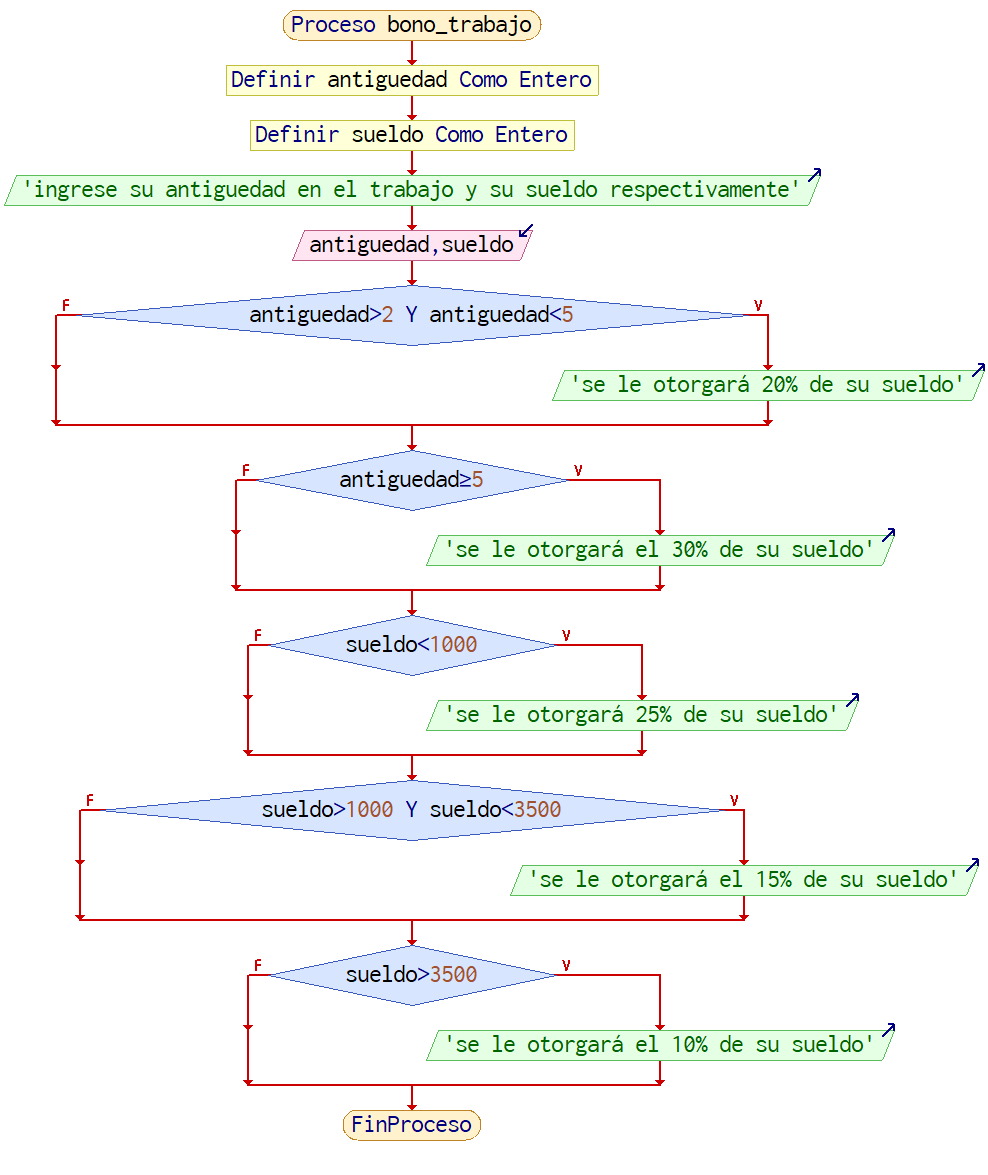 Proceso bono_trabajo
Definir antiguedad Como Entero
Definir sueldo Como Entero
'ingrese su antiguedad en el trabajo y su sueldo respectivamente'
antiguedad,sueldo
F
antiguedad>2 Y antiguedad<5
V
'se le otorgará 20% de su sueldo'
F
antiguedad≥5
V
'se le otorgará el 30% de su sueldo'
F
sueldo<1000
V
'se le otorgará 25% de su sueldo'
F
sueldo>1000 Y sueldo<3500
V
'se le otorgará el 15% de su sueldo'
F
sueldo>3500
V
'se le otorgará el 10% de su sueldo'
FinProceso